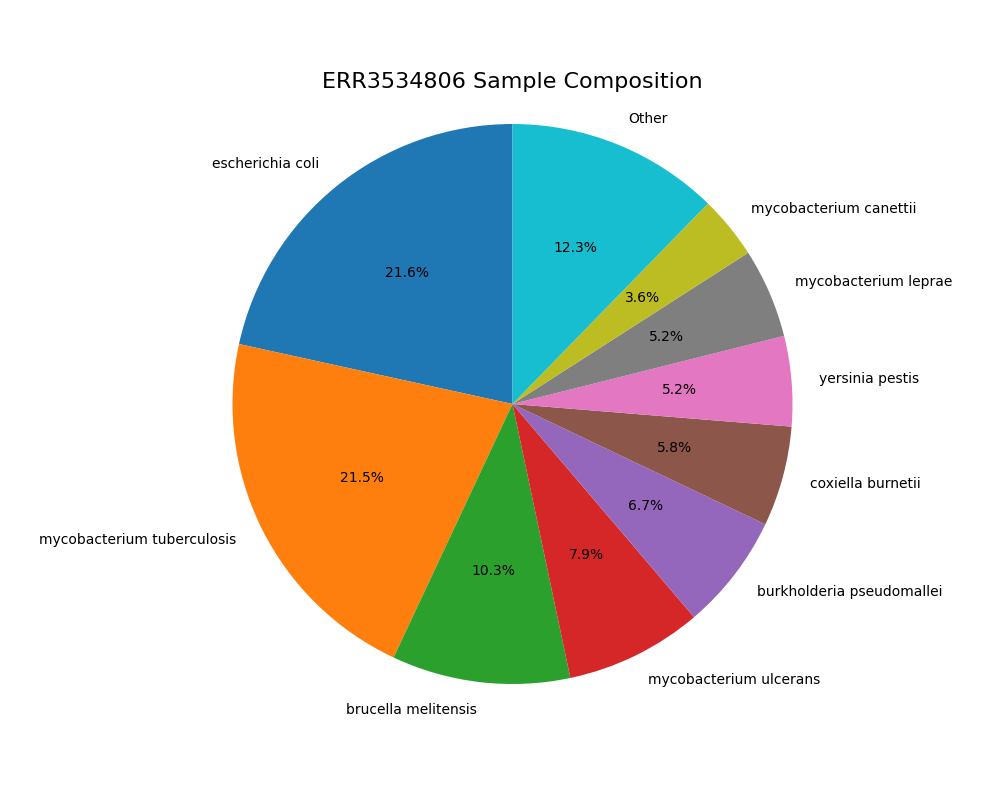 ERR3534806 Sample Composition
Other
escherichia coli
mycobacterium canettii
12.3%
21.6%
mycobacterium leprae
3.6%
5.2%
yersinia pestis
5.2%
5.8%
21.5%
coxiella burnetii
6.7%
mycobacterium tuberculosis
7.9%
10.3%
burkholderia pseudomallei
mycobacterium ulcerans
brucella melitensis